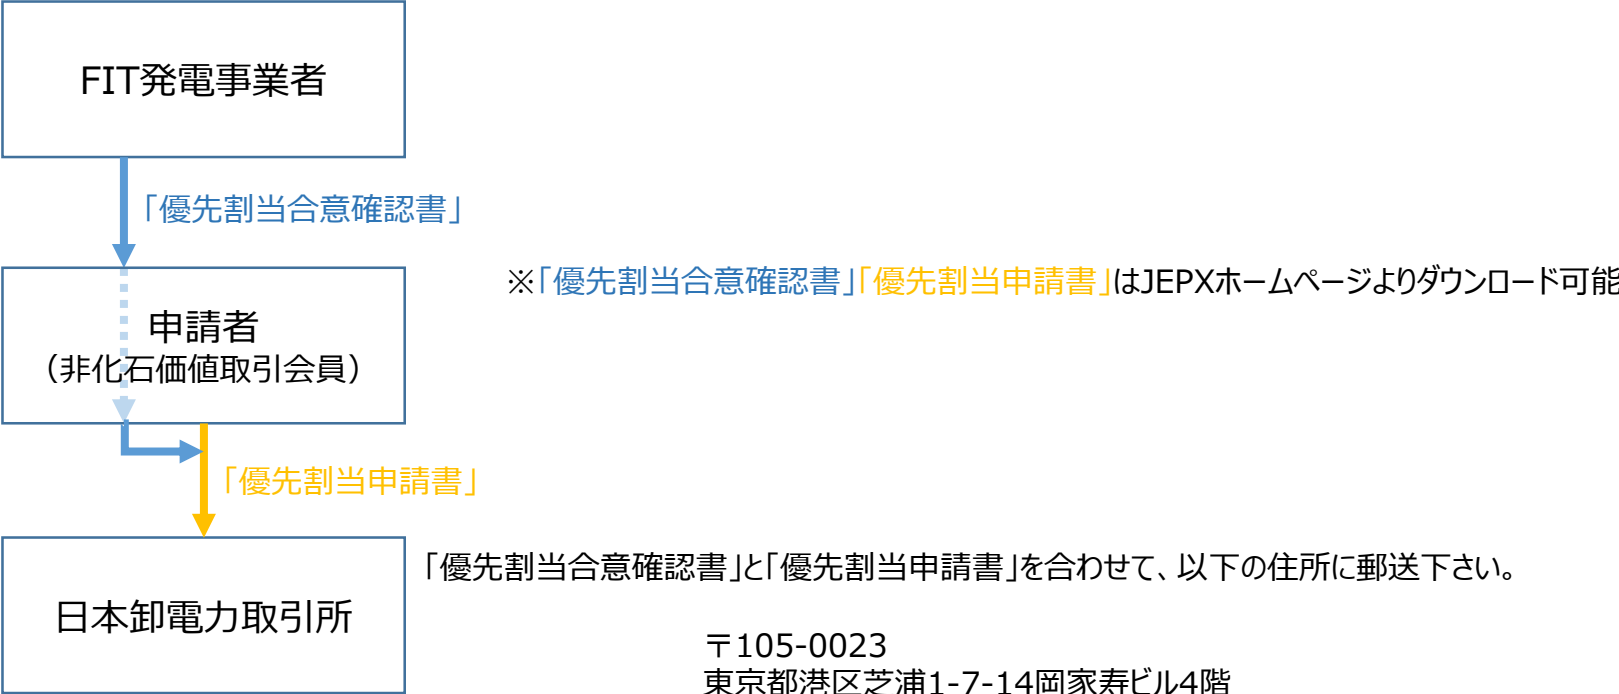 FIT発電事業者
「優先割当合意確認書」
※「優先割当合意確認書」「優先割当申請書」はJEPXホームページよりダウンロード可能
申請者
（非化石価値取引会員）
「優先割当申請書」
「優先割当合意確認書」と「優先割当申請書」を合わせて、以下の住所に郵送下さい。
日本卸電力取引所
〒105-0023
東京都港区芝浦1-7-14岡家寿ビル4階